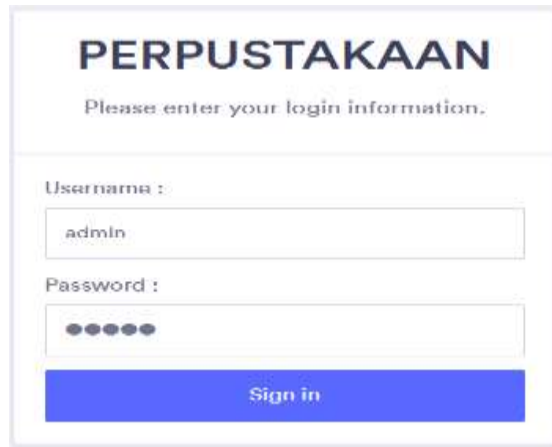 PERPUSTAKAAN
Please enter your login information.
Username :
admin
Password :
●●●●●
Sign in